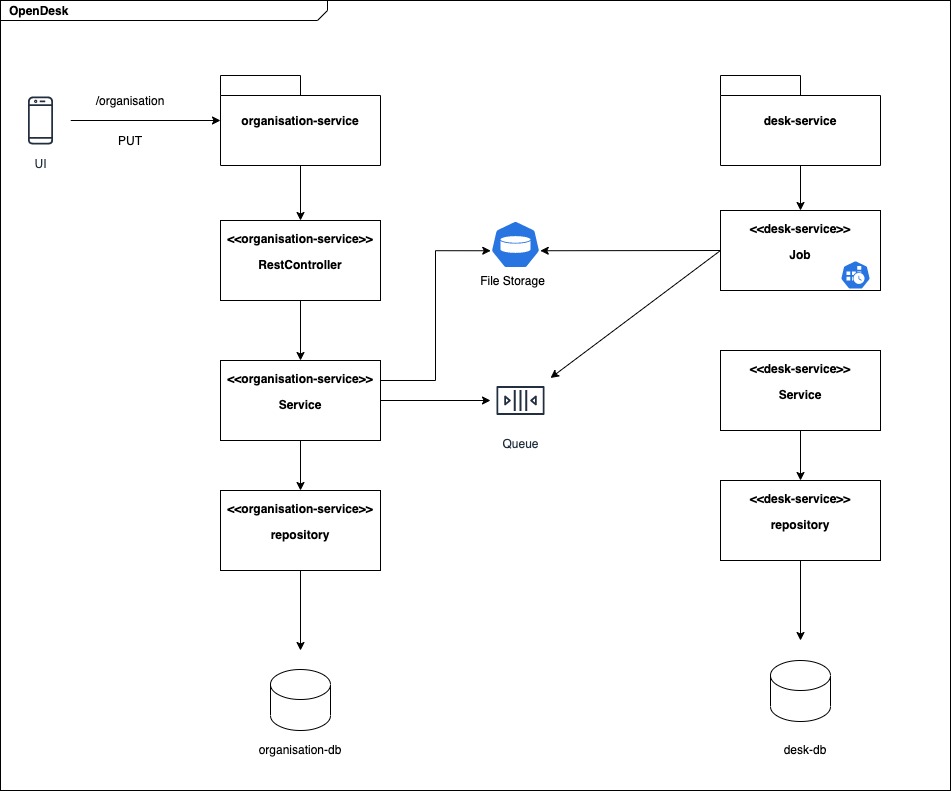 OpenDesk
/organisation
PUT
UI
organisation-service
desk-service
<<organisation-service>>
RestController
<<desk-service>>
Job
File Storage
<<organisation-service>>
Service
<<desk-service>>
Service
Queue
<<organisation-service>>
repository
<<desk-service>>
repository
organisation-db
desk-db